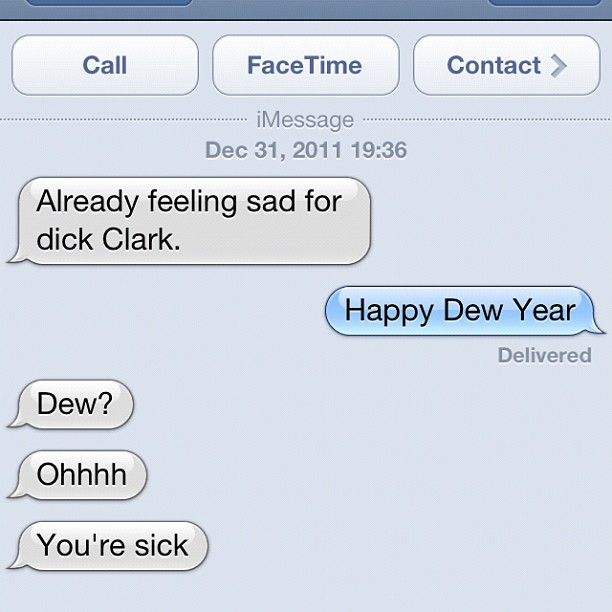 Call
FaceTime
Contact
iMessage
Dec 31, 2011 19:36
Already feeling sad for
dick Clark.
Happy Dew Year
Delivered
Dew?
Ohhhh
You're sick